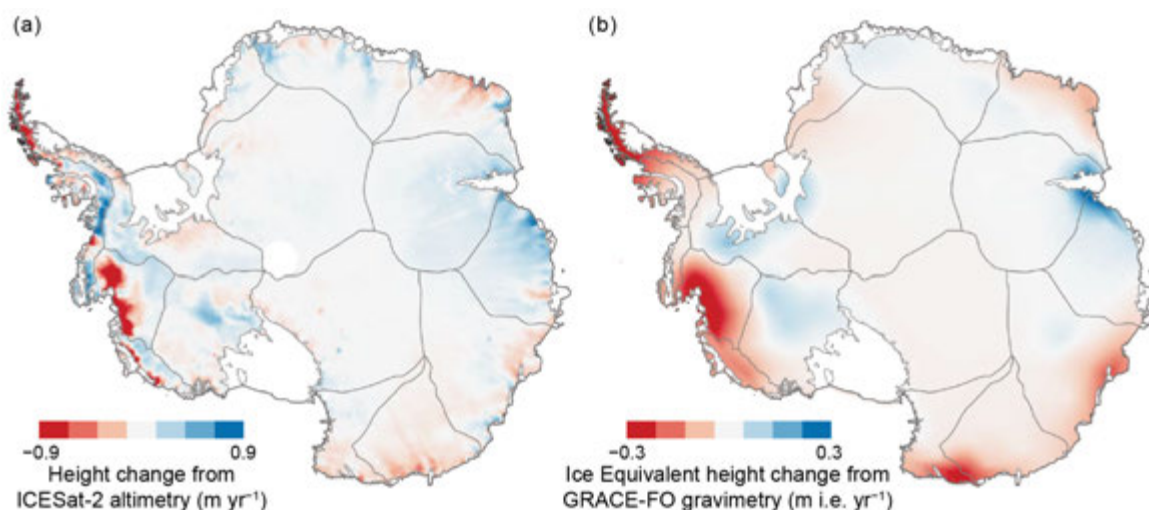 (a)
(b)
−0.9 0.9
Height change from
ICESat-2 altimetry (m yr⁻¹)
−0.3 0.3
Ice Equivalent height change from
GRACE-FO gravimetry (m i.e. yr⁻¹)